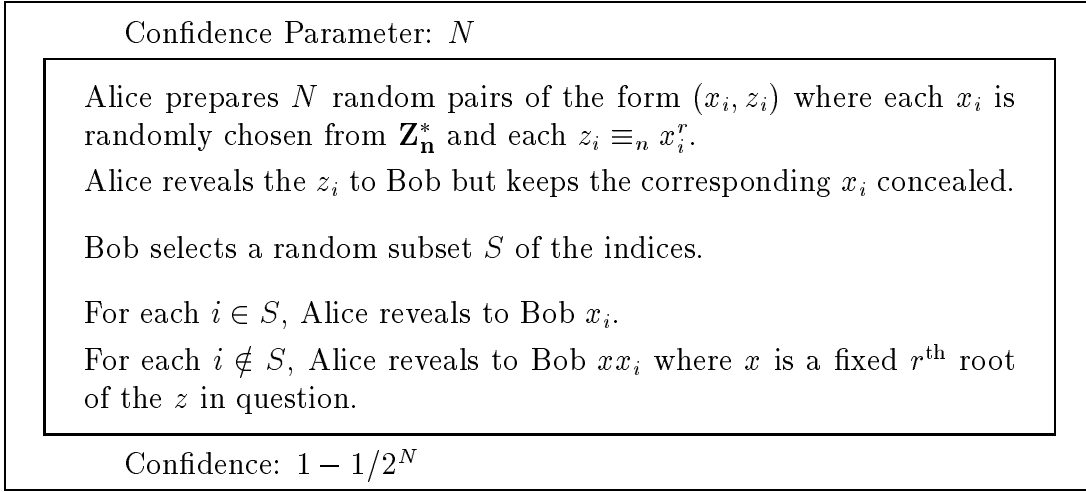 Confidence Parameter: N
Alice prepares N random pairs of the form (x_i, z_i) where each x_i is
randomly chosen from Z_n^* and each z_i ≡_n x_i^r.
Alice reveals the z_i to Bob but keeps the corresponding x_i concealed.
Bob selects a random subset S of the indices.
For each i ∈ S, Alice reveals to Bob x_i.
For each i ∉ S, Alice reveals to Bob xx_i where x is a fixed r^th root
of the z in question.
Confidence: 1 − 1/2^N